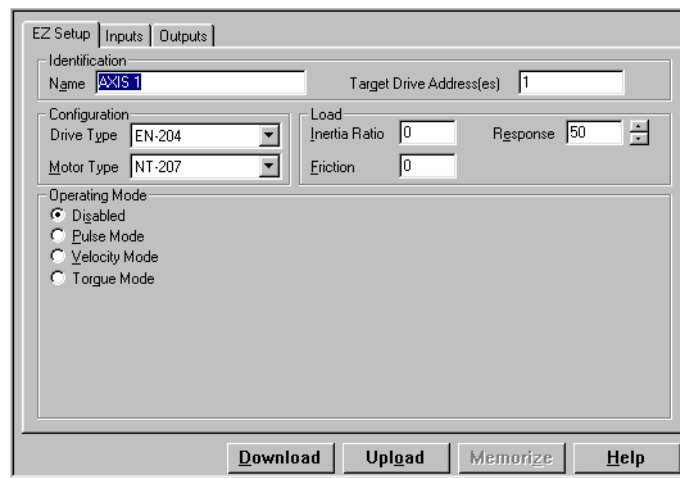 EZ Setup Inputs Outputs
Identification
Name AXIS 1 Target Drive Address(es) 1
Configuration Load
Drive Type EN-204 Inertia Ratio 0 Response 50
Motor Type NT-207 Friction 0
Operating Mode
Disabled
Pulse Mode
Velocity Mode
Torgue Mode
Download Upload Memorize Help